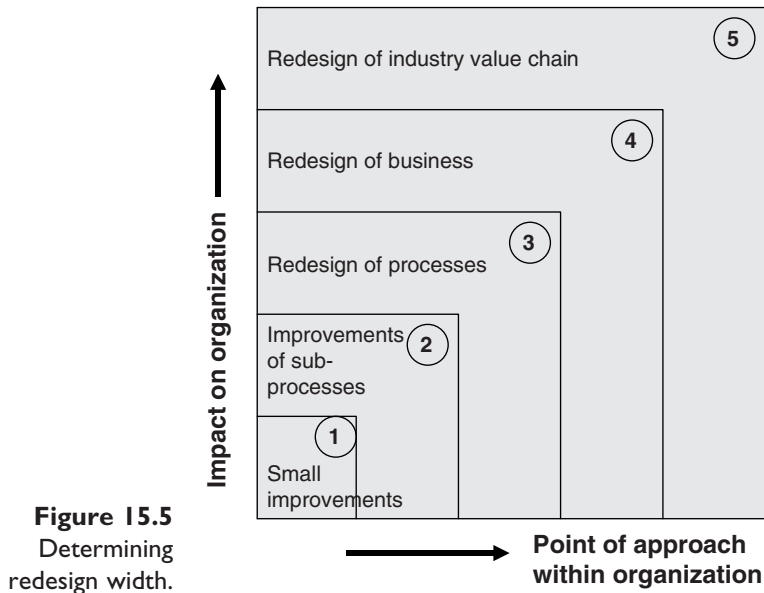 5
Redesign of industry value chain
4
Redesign of business
3
Redesign of processes
Improvements
of sub-
processes
2
1
Small
improvements
Impact on organization
Point of approach
within organization
Figure 15.5
Determining
redesign width.